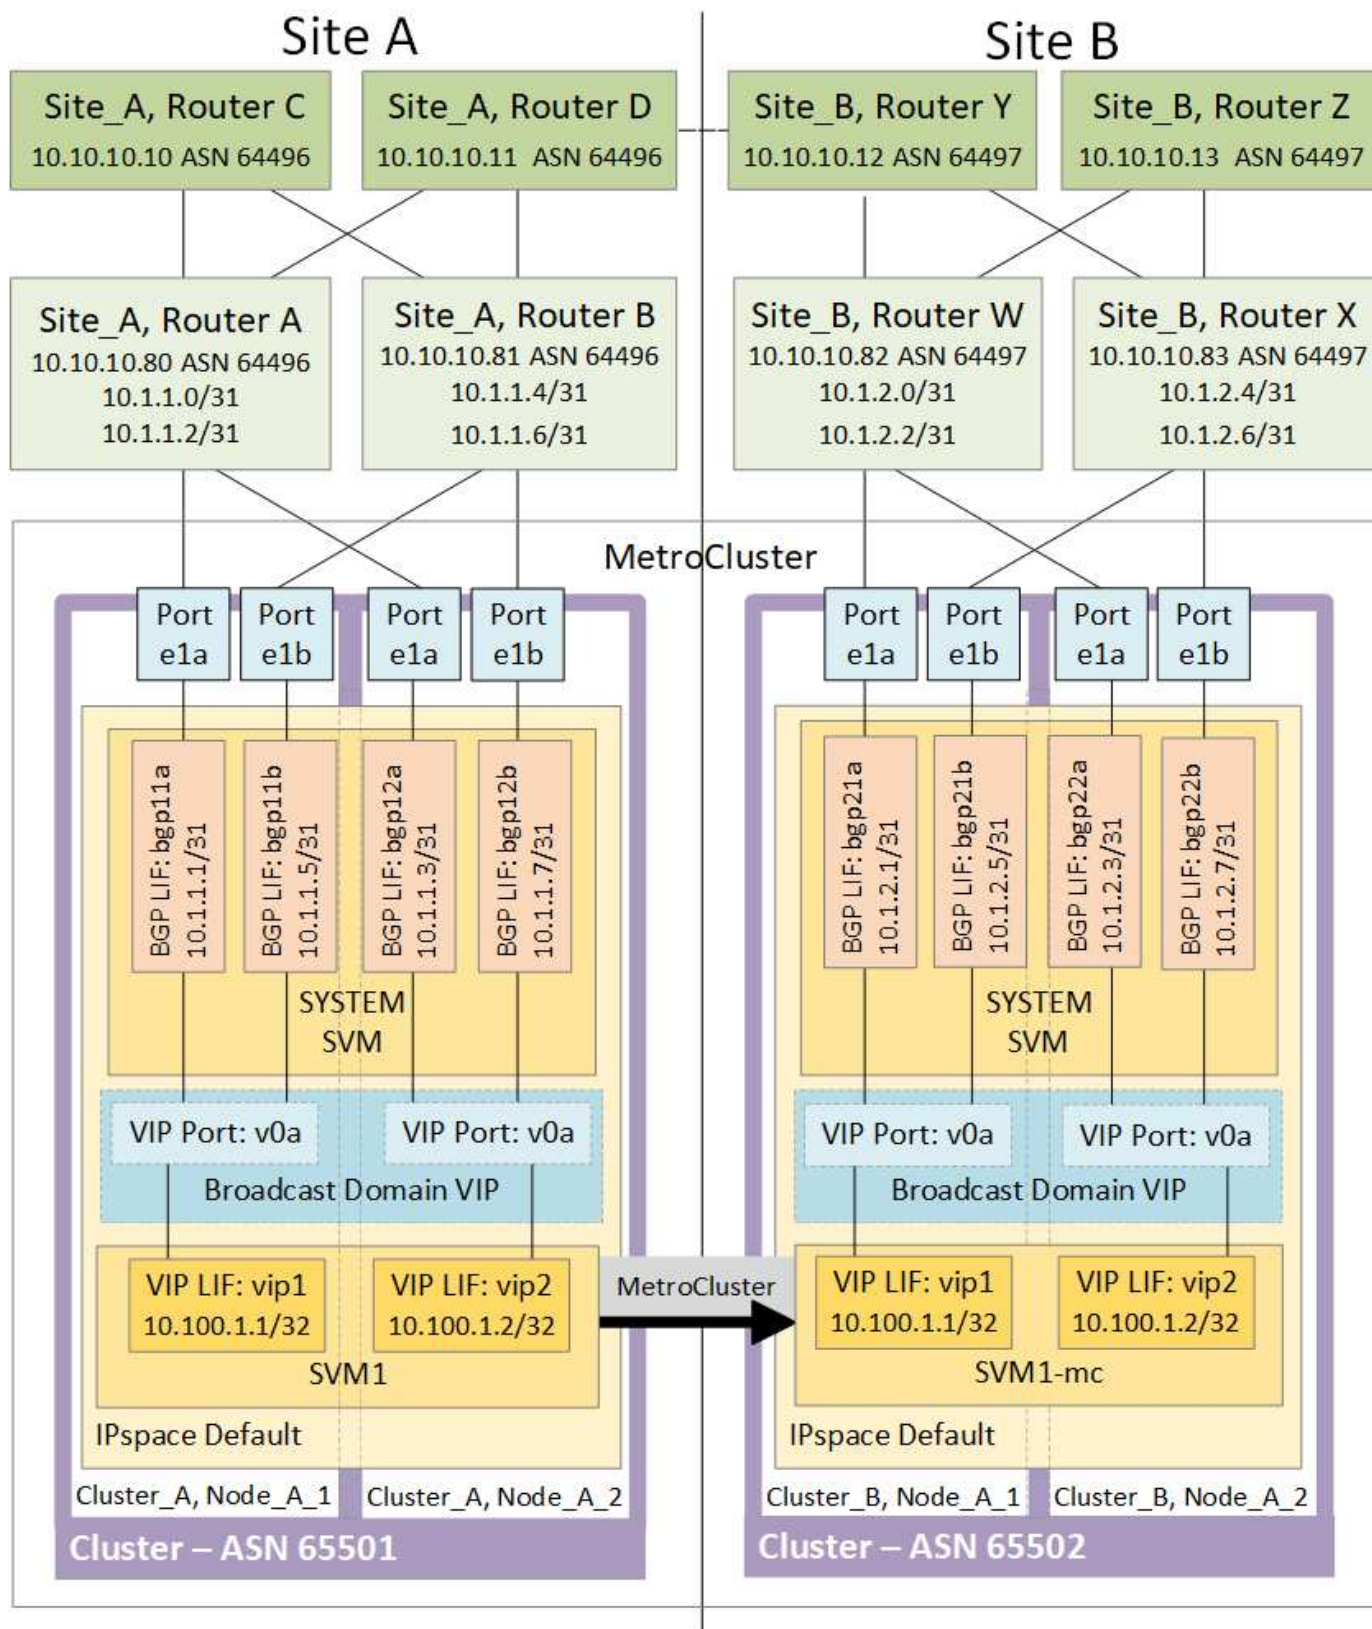 Site A
Site B
Site_A, Router C
10.10.10.10 ASN 64496
Site_A, Router D
10.10.10.11 ASN 64496
Site_B, Router Y
10.10.10.12 ASN 64497
Site_B, Router Z
10.10.10.13 ASN 64497
Site_A, Router A
10.10.10.80 ASN 64496
10.1.1.0/31
10.1.1.2/31
Site_A, Router B
10.10.10.81 ASN 64496
10.1.1.4/31
10.1.1.6/31
Site_B, Router W
10.10.10.82 ASN 64497
10.1.2.0/31
10.1.2.2/31
Site_B, Router X
10.10.10.83 ASN 64497
10.1.2.4/31
10.1.2.6/31
MetroCluster
Port
e1a
Port
e1b
Port
e1a
Port
e1b
Port
e1a
Port
e1b
Port
e1a
Port
e1b
BGP LIF: bgp11a
10.1.1.1/31
BGP LIF: bgp11b
10.1.1.5/31
BGP LIF: bgp12a
10.1.1.3/31
BGP LIF: bgp12b
10.1.1.7/31
SYSTEM
SVM
BGP LIF: bgp21a
10.1.2.1/31
BGP LIF: bgp21b
10.1.2.5/31
BGP LIF: bgp22a
10.1.2.3/31
BGP LIF: bgp22b
10.1.2.7/31
SYSTEM
SVM
VIP Port: v0a
VIP Port: v0a
Broadcast Domain VIP
VIP Port: v0a
VIP Port: v0a
Broadcast Domain VIP
VIP LIF: vip1
10.100.1.1/32
VIP LIF: vip2
10.100.1.2/32
SVM1
MetroCluster
VIP LIF: vip1
10.100.1.1/32
VIP LIF: vip2
10.100.1.2/32
SVM1-mc
IPspace Default
IPspace Default
Cluster_A, Node_A_1
Cluster_A, Node_A_2
Cluster_B, Node_A_1
Cluster_B, Node_A_2
Cluster – ASN 65501
Cluster – ASN 65502